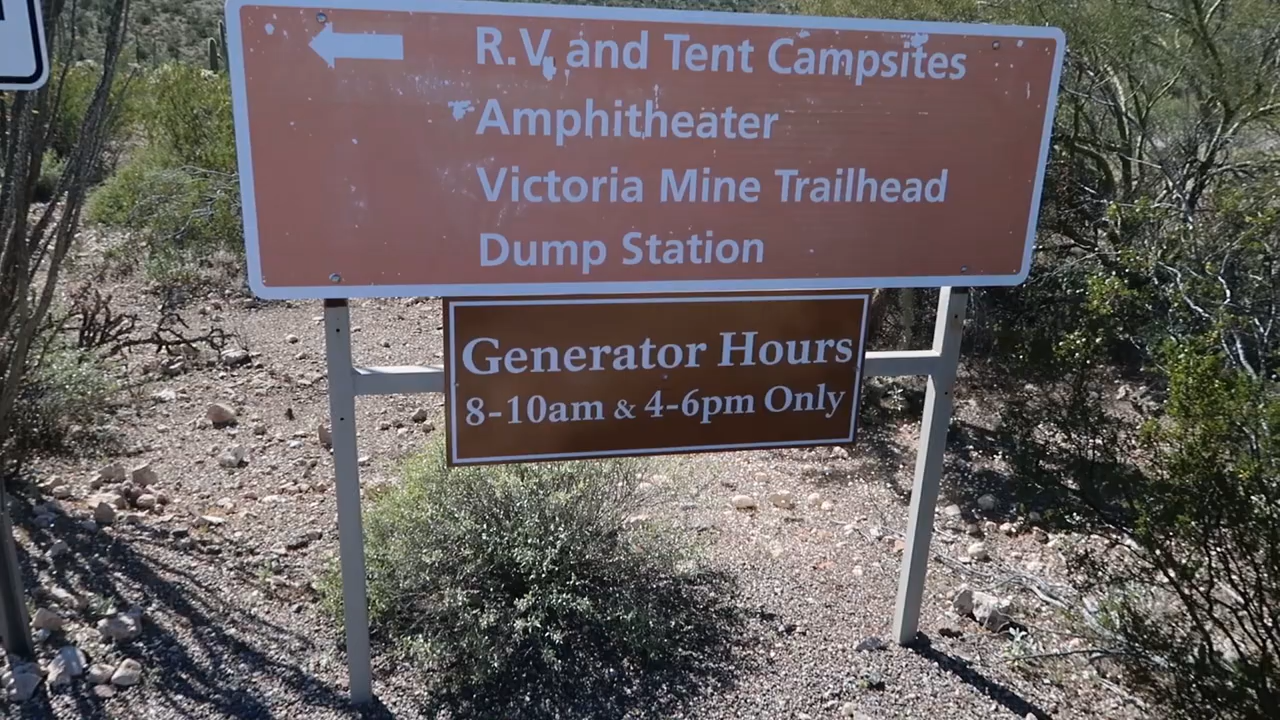 R.V. and Tent Campsites
Amphitheater
Victoria Mine Trailhead
Dump Station
Generator Hours
8-10am & 4-6pm Only